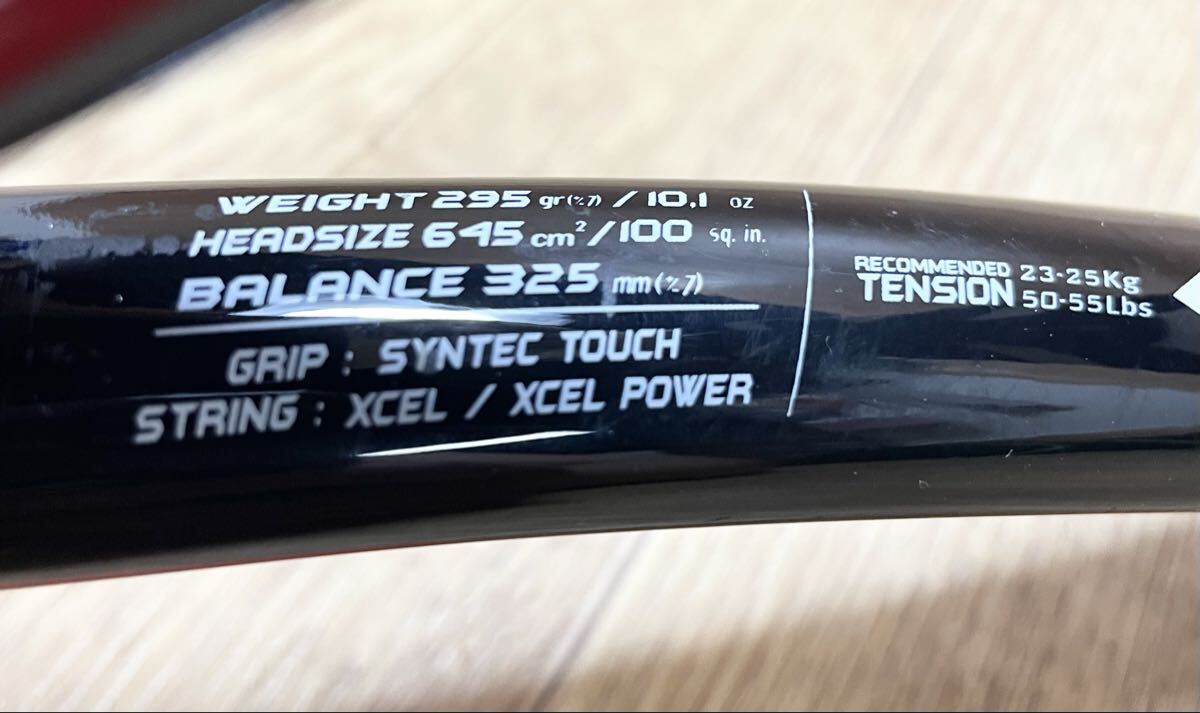 WEIGHT 295 gr(±7) / 10.1 oz
HEADSIZE 645 cm²/100 sq. in.
BALANCE 325 mm(±7)
GRIP : SYNTEC TOUCH
STRING : XCEL / XCEL POWER
RECOMMENDED TENSION
23-25Kg
50-55Lbs